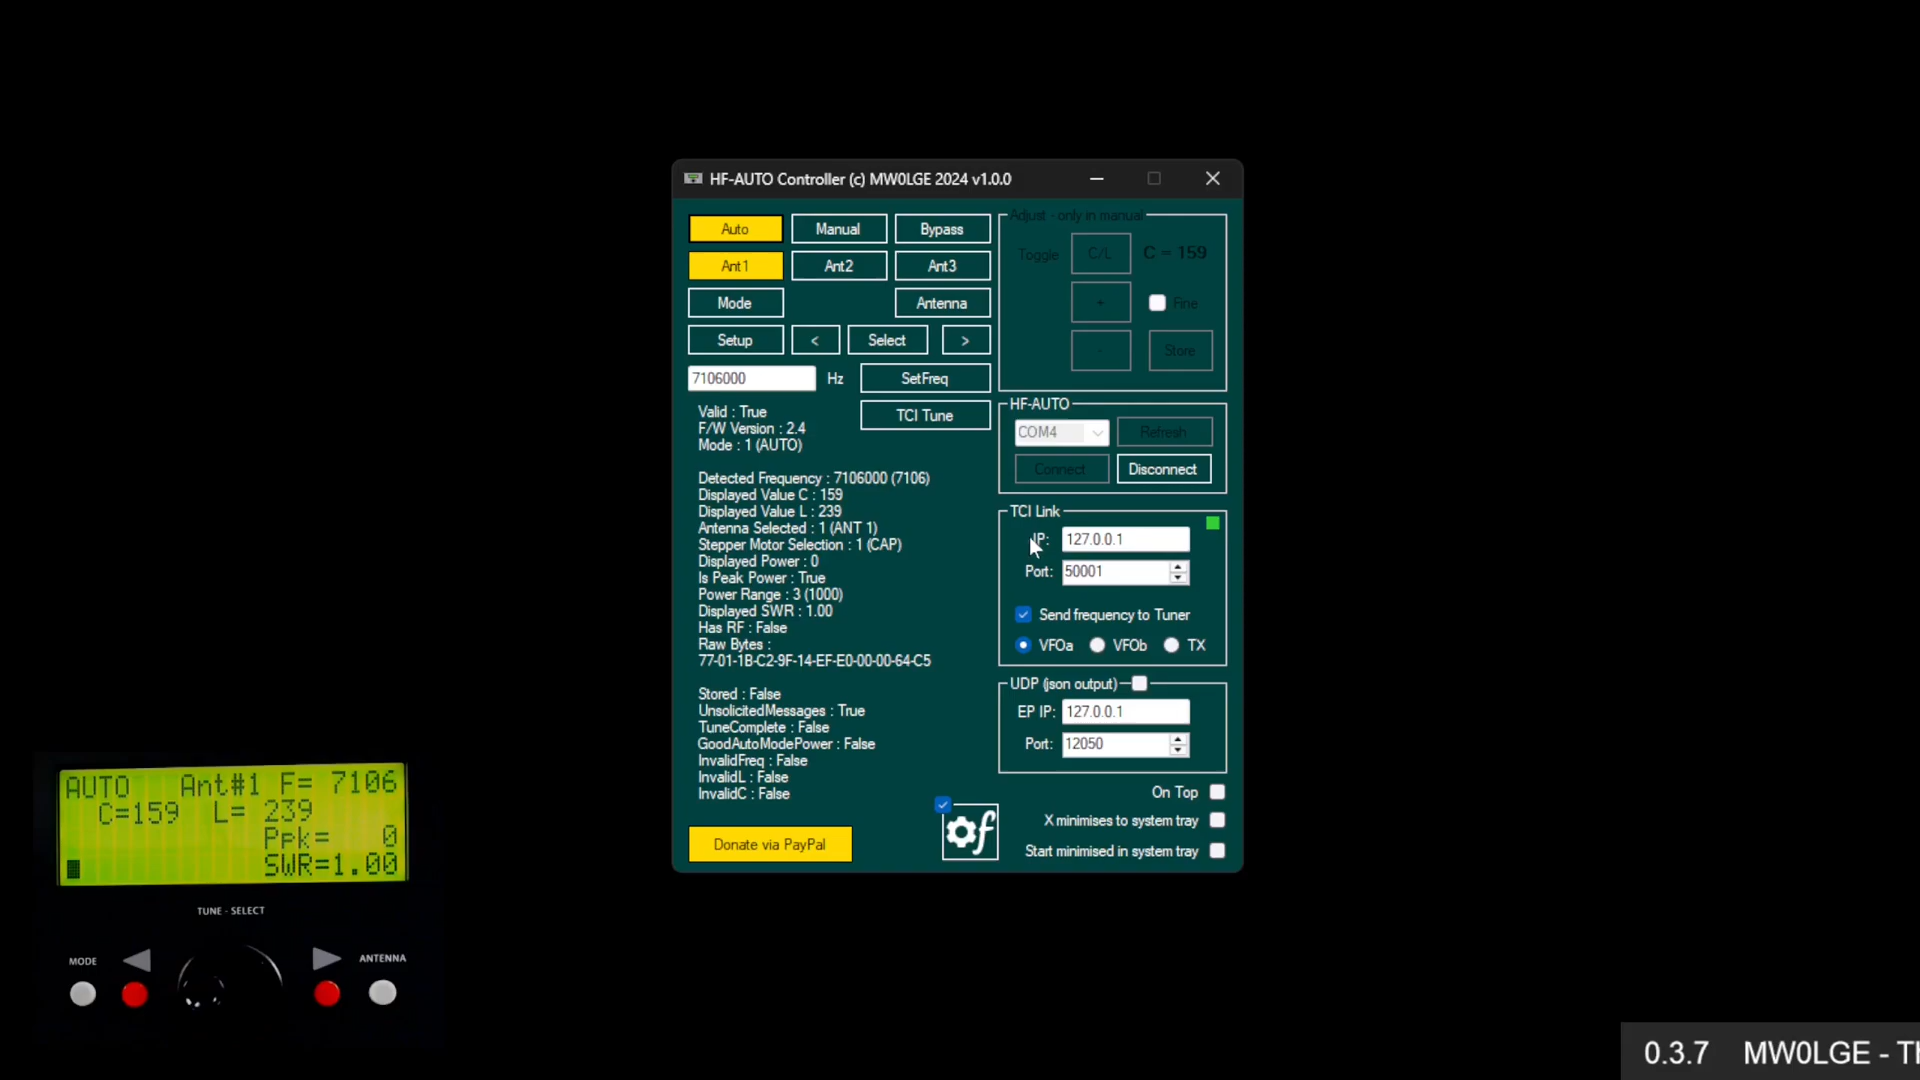 HF-AUTO Controller (c) MW0LGE 2024 v1.0.0
Auto
Manual
Bypass
Ant1
Ant2
Ant3
Mode
Antenna
Setup
<
Select
>
7106000
Hz
SetFreq
TCI Tune
Valid : True
F/W Version : 2.4
Mode : 1 (AUTO)
Detected Frequency : 7106000 (7106)
Displayed Value C : 159
Displayed Value L : 239
Antenna Selected : 1 (ANT 1)
Stepper Motor Selection : 1 (CAP)
Displayed Power : 0
Is Peak Power : True
Power Range : 3 (1000)
Displayed SWR : 1.00
Has RF : False
Raw Bytes :
77-01-1B-C2-9F-14-EF-E0-00-00-64-C5
Stored : False
UnsolicitedMessages : True
TuneComplete : False
GoodAutoModePower : False
InvalidFreq : False
InvalidL : False
InvalidC : False
Donate via PayPal
f
Adjust - only in manual
Toggle
C/L
C = 159
+
Fine
-
Store
HF-AUTO
COM4
Refresh
Connect
Disconnect
TCI Link
IP:
127.0.0.1
Port:
50001
Send frequency to Tuner
VFOa
VFOb
TX
UDP (json output)
EP IP:
127.0.0.1
Port:
12050
On Top
X minimises to system tray
Start minimised in system tray
AUTO Ant#1 F= 7106
C=159 L= 239
Ppk= 0
SWR=1.00
TUNE - SELECT
MODE
ANTENNA
0.3.7 MW0LGE - Th